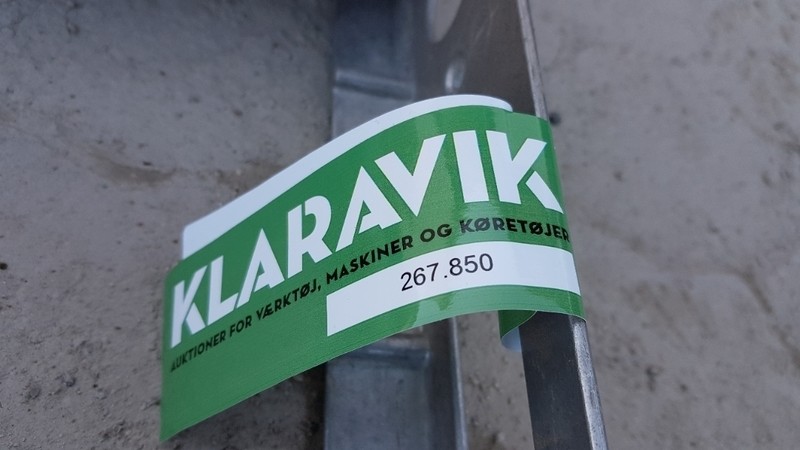 KLARAVIK
AUKTIONER FOR VÆRKTØJ, MASKINER OG KØRETØJER
267.850